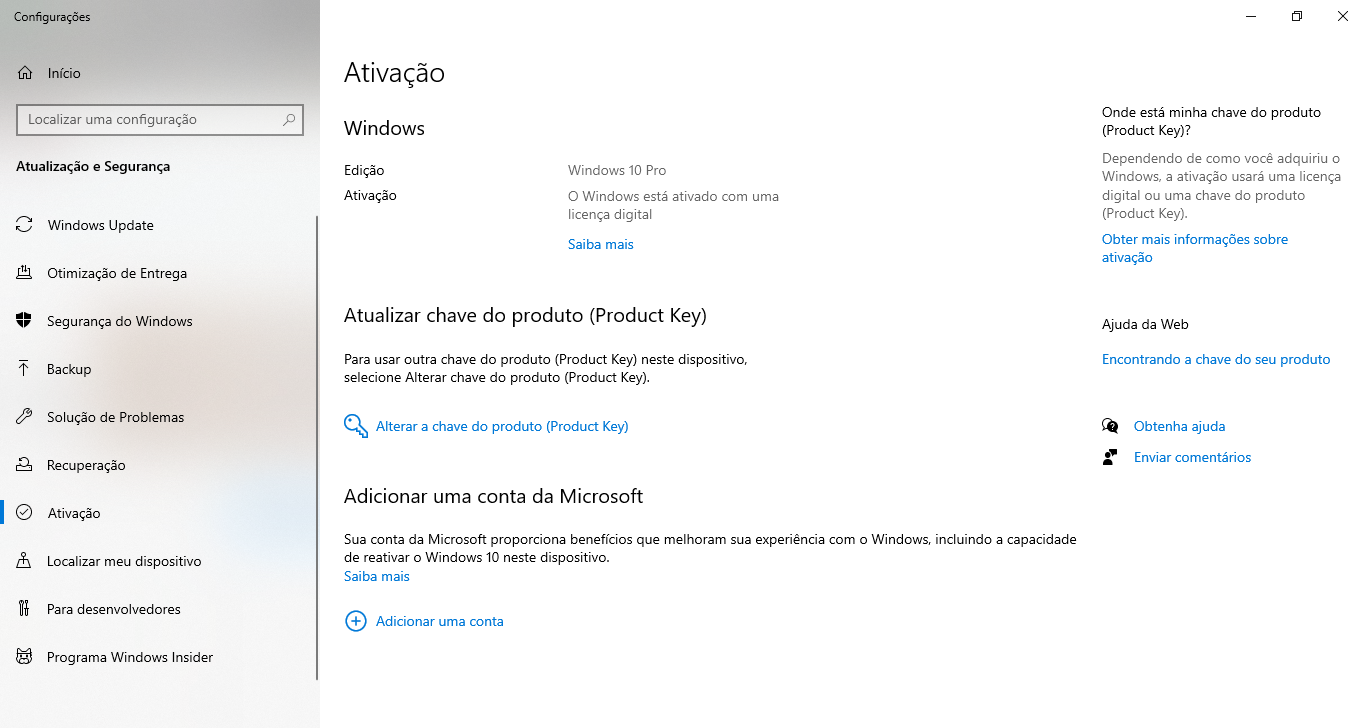 Configurações
Início
Localizar uma configuração
Atualização e Segurança
Windows Update
Otimização de Entrega
Segurança do Windows
Backup
Solução de Problemas
Recuperação
Ativação
Localizar meu dispositivo
Para desenvolvedores
Programa Windows Insider
Ativação
Windows
Edição Windows 10 Pro
Ativação O Windows está ativado com uma
licença digital
Saiba mais
Atualizar chave do produto (Product Key)
Para usar outra chave do produto (Product Key) neste dispositivo,
selecione Alterar chave do produto (Product Key).
Alterar a chave do produto (Product Key)
Adicionar uma conta da Microsoft
Sua conta da Microsoft proporciona benefícios que melhoram sua experiência com o Windows, incluindo a capacidade
de reativar o Windows 10 neste dispositivo.
Saiba mais
Adicionar uma conta
Onde está minha chave do produto
(Product Key)?
Dependendo de como você adquiriu o
Windows, a ativação usará uma licença
digital ou uma chave do produto
(Product Key).
Obter mais informações sobre
ativação
Ajuda da Web
Encontrando a chave do seu produto
Obtenha ajuda
Enviar comentários